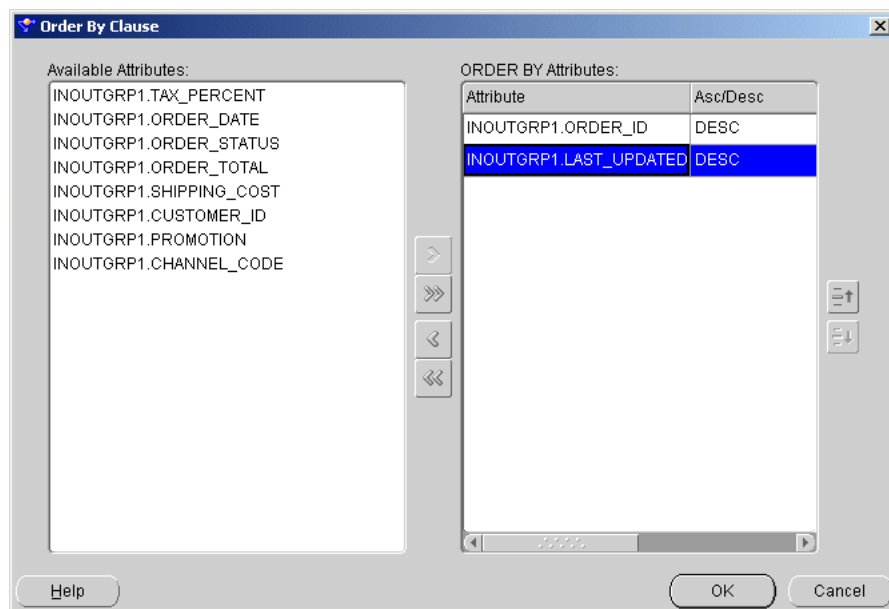 Order By Clause
Available Attributes:
INOUTGRP1.TAX_PERCENT
INOUTGRP1.ORDER_DATE
INOUTGRP1.ORDER_STATUS
INOUTGRP1.ORDER_TOTAL
INOUTGRP1.SHIPPING_COST
INOUTGRP1.CUSTOMER_ID
INOUTGRP1.PROMOTION
INOUTGRP1.CHANNEL_CODE
ORDER BY Attributes:
Attribute Asc/Desc
INOUTGRP1.ORDER_ID DESC
INOUTGRP1.LAST_UPDATED DESC
Help OK Cancel